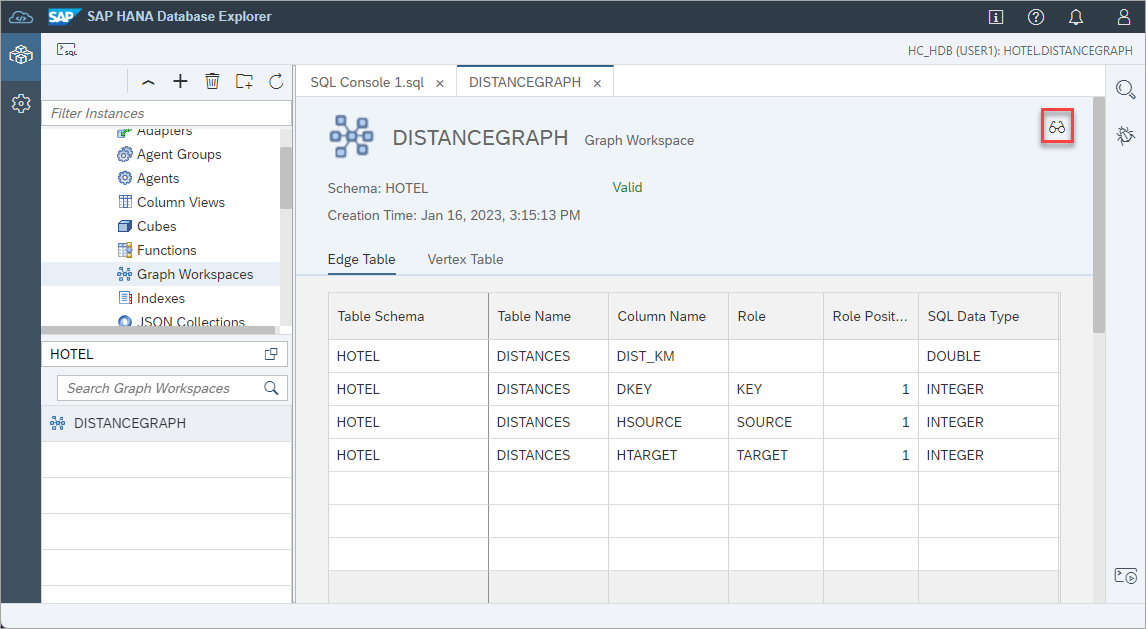 SAP SAP HANA Database Explorer
SQL
HC_HDB (USER1): HOTEL.DISTANCEGRAPH
Filter Instances
Adapters
Agent Groups
Agents
Column Views
Cubes
Functions
Graph Workspaces
Indexes
JSON Collections
HOTEL
Search Graph Workspaces
DISTANCEGRAPH
SQL Console 1.sql ×
DISTANCEGRAPH ×
DISTANCEGRAPH Graph Workspace
Schema: HOTEL Valid
Creation Time: Jan 16, 2023, 3:15:13 PM
Edge Table Vertex Table
Table Schema Table Name Column Name Role Role Posit... SQL Data Type
HOTEL DISTANCES DIST_KM DOUBLE
HOTEL DISTANCES DKEY KEY 1 INTEGER
HOTEL DISTANCES HSOURCE SOURCE 1 INTEGER
HOTEL DISTANCES HTARGET TARGET 1 INTEGER